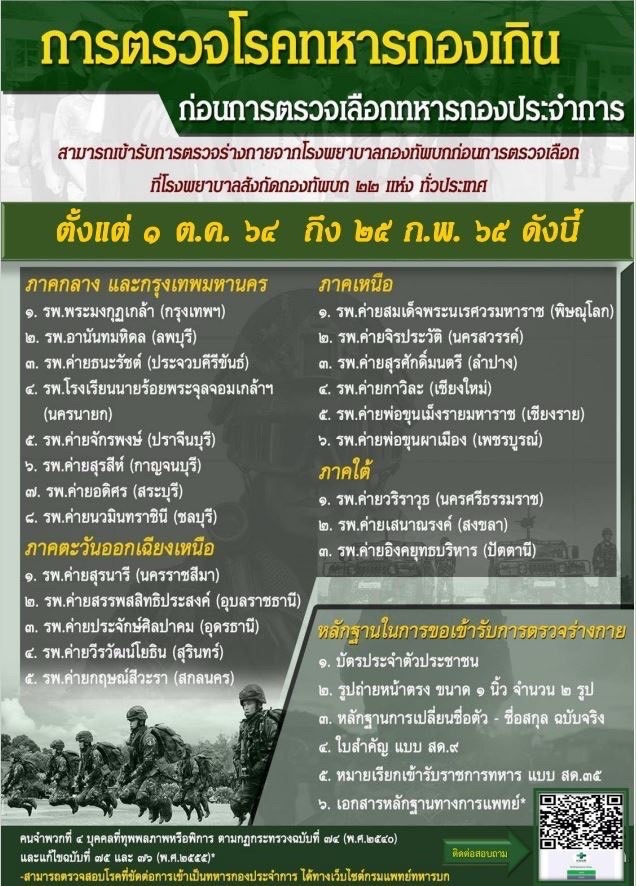 การตรวจโรคทหารกองเกิน
ก่อนการตรวจเลือกทหารกองประจำการ
สามารถเข้ารับการตรวจร่างกายจากโรงพยาบาลกองทัพบกก่อนการตรวจเลือก
ที่โรงพยาบาลสังกัดกองทัพบก ๒๒ แห่ง ทั่วประเทศ
ตั้งแต่ ๑ ต.ค. ๖๔ ถึง ๒๕ ก.พ. ๖๕ ดังนี้
ภาคกลาง และกรุงเทพมหานคร
๑. รพ.พระมงกุฎเกล้า (กรุงเทพฯ)
๒. รพ.อานันทมหิดล (ลพบุรี)
๓. รพ.ค่ายธนะรัชต์ (ประจวบคีรีขันธ์)
๔. รพ.โรงเรียนนายร้อยพระจุลจอมเกล้าฯ
(นครนายก)
๕. รพ.ค่ายจักรพงษ์ (ปราจีนบุรี)
๖. รพ.ค่ายสุรสีห์ (กาญจนบุรี)
๗. รพ.ค่ายอดิศร (สระบุรี)
๘. รพ.ค่ายนวมินทราชินี (ชลบุรี)
ภาคตะวันออกเฉียงเหนือ
๑. รพ.ค่ายสุรนารี (นครราชสีมา)
๒. รพ.ค่ายสรรพสิทธิประสงค์ (อุบลราชธานี)
๓. รพ.ค่ายประจักษ์ศิลปาคม (อุดรธานี)
๔. รพ.ค่ายวีรวัฒน์โยธิน (สุรินทร์)
๕. รพ.ค่ายกฤษณ์สีวะรา (สกลนคร)
ภาคเหนือ
๑. รพ.ค่ายสมเด็จพระนเรศวรมหาราช (พิษณุโลก)
๒. รพ.ค่ายจิรประวัติ (นครสวรรค์)
๓. รพ.ค่ายสุรศักดิ์มนตรี (ลำปาง)
๔. รพ.ค่ายกาวิละ (เชียงใหม่)
๕. รพ.ค่ายพ่อขุนเม็งรายมหาราช (เชียงราย)
๖. รพ.ค่ายพ่อขุนผาเมือง (เพชรบูรณ์)
ภาคใต้
๑. รพ.ค่ายวริราวุธ (นครศรีธรรมราช)
๒. รพ.ค่ายเสนาณรงค์ (สงขลา)
๓. รพ.ค่ายอิงคยุทธบริหาร (ปัตตานี)
หลักฐานในการขอเข้ารับการตรวจร่างกาย
๑. บัตรประจำตัวประชาชน
๒. รูปถ่ายหน้าตรง ขนาด ๑ นิ้ว จำนวน ๒ รูป
๓. หลักฐานการเปลี่ยนชื่อตัว - ชื่อสกุล ฉบับจริง
๔. ใบสำคัญ แบบ สด.๙
๕. หมายเรียกเข้ารับราชการทหาร แบบ สด.๓๕
๖. เอกสารหลักฐานทางการแพทย์*
คนจำพวกที่ ๔ บุคคลที่ทุพพลภาพหรือพิการ ตามกฎกระทรวงฉบับที่ ๗๔ (พ.ศ.๒๕๔๐)
และแก้ไขฉบับที่ ๗๕ และ ๗๖ (พ.ศ.๒๕๕๕)*
-สามารถตรวจสอบโรคที่ขัดต่อการเข้าเป็นทหารกองประจำการ ได้ทางเว็บไซต์กรมแพทย์ทหารบก
ติดต่อสอบถาม